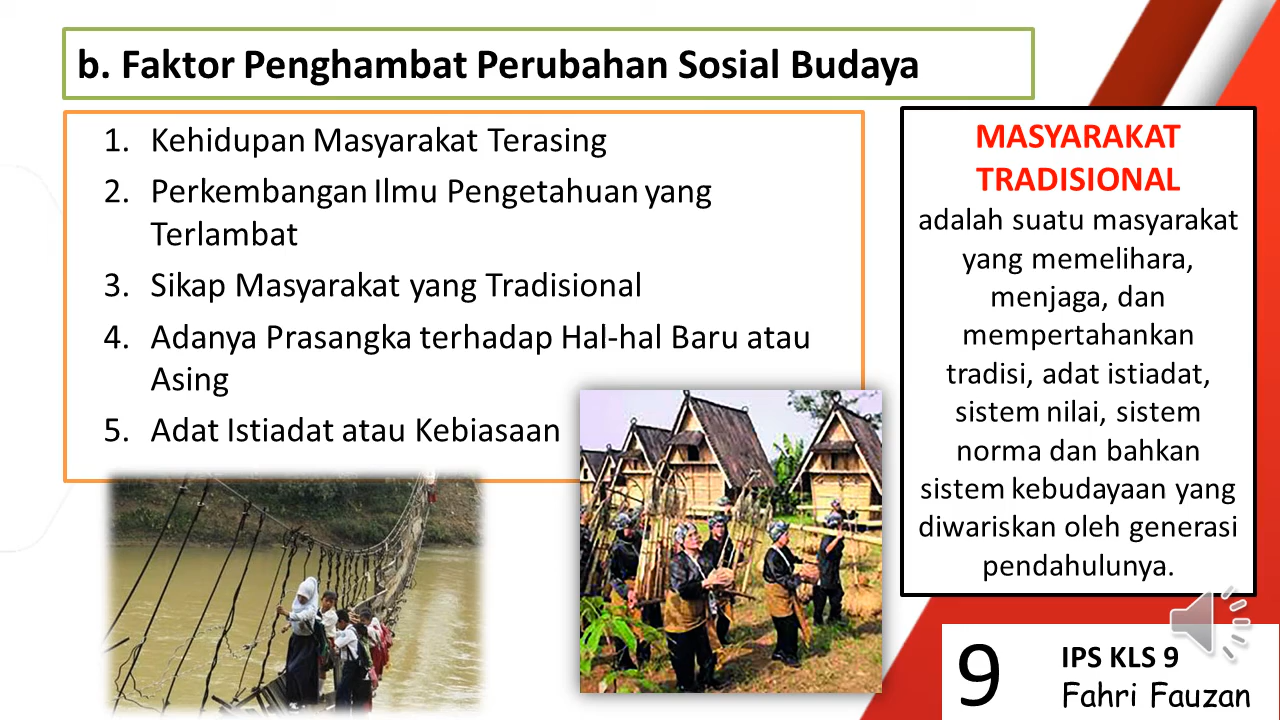 b. Faktor Penghambat Perubahan Sosial Budaya
1. Kehidupan Masyarakat Terasing
2. Perkembangan Ilmu Pengetahuan yang
Terlambat
3. Sikap Masyarakat yang Tradisional
4. Adanya Prasangka terhadap Hal-hal Baru atau
Asing
5. Adat Istiadat atau Kebiasaan
MASYARAKAT
TRADISIONAL
adalah suatu masyarakat
yang memelihara,
menjaga, dan
mempertahankan
tradisi, adat istiadat,
sistem nilai, sistem
norma dan bahkan
sistem kebudayaan yang
diwariskan oleh generasi
pendahulunya.
9
IPS KLS 9
Fahri Fauzan